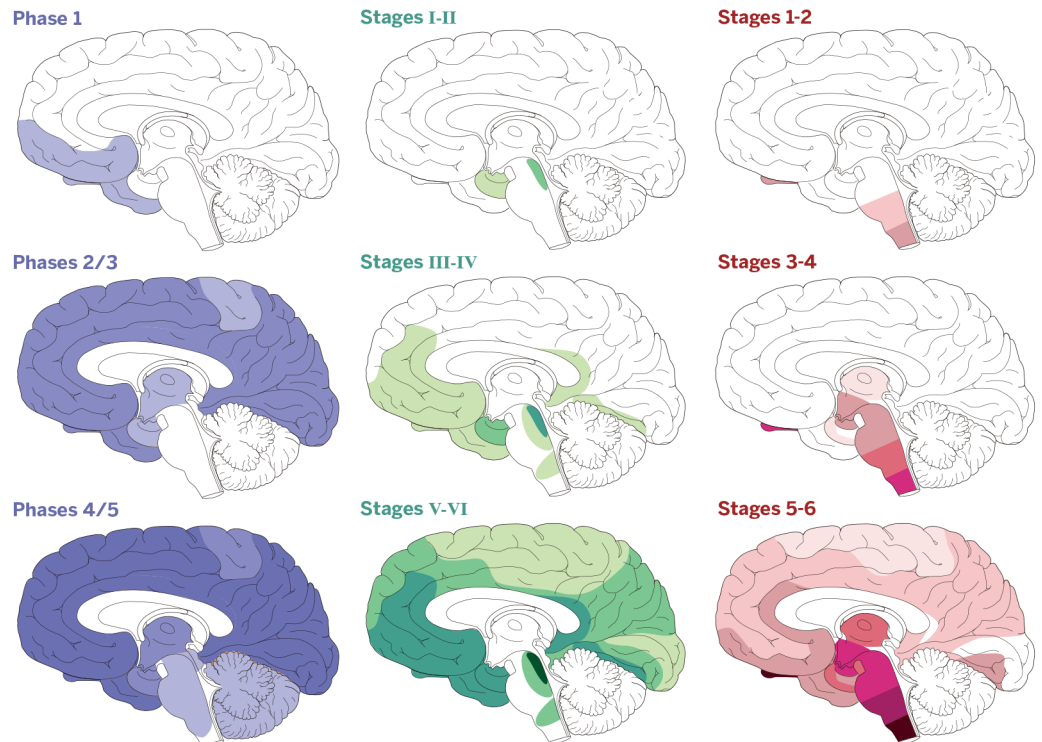 Phase 1
Stages I-II
Stages 1-2
Phases 2/3
Stages III-IV
Stages 3-4
Phases 4/5
Stages V-VI
Stages 5-6